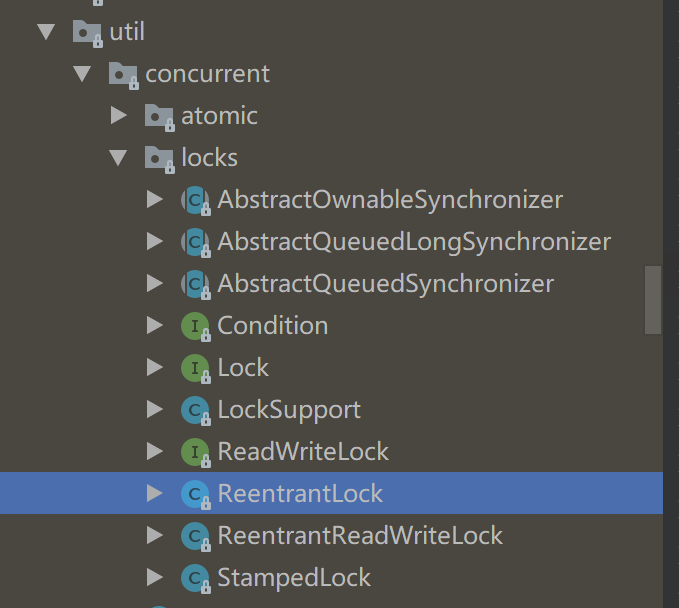 util
concurrent
atomic
locks
AbstractOwnableSynchronizer
AbstractQueuedLongSynchronizer
AbstractQueuedSynchronizer
Condition
Lock
LockSupport
ReadWriteLock
ReentrantLock
ReentrantReadWriteLock
StampedLock